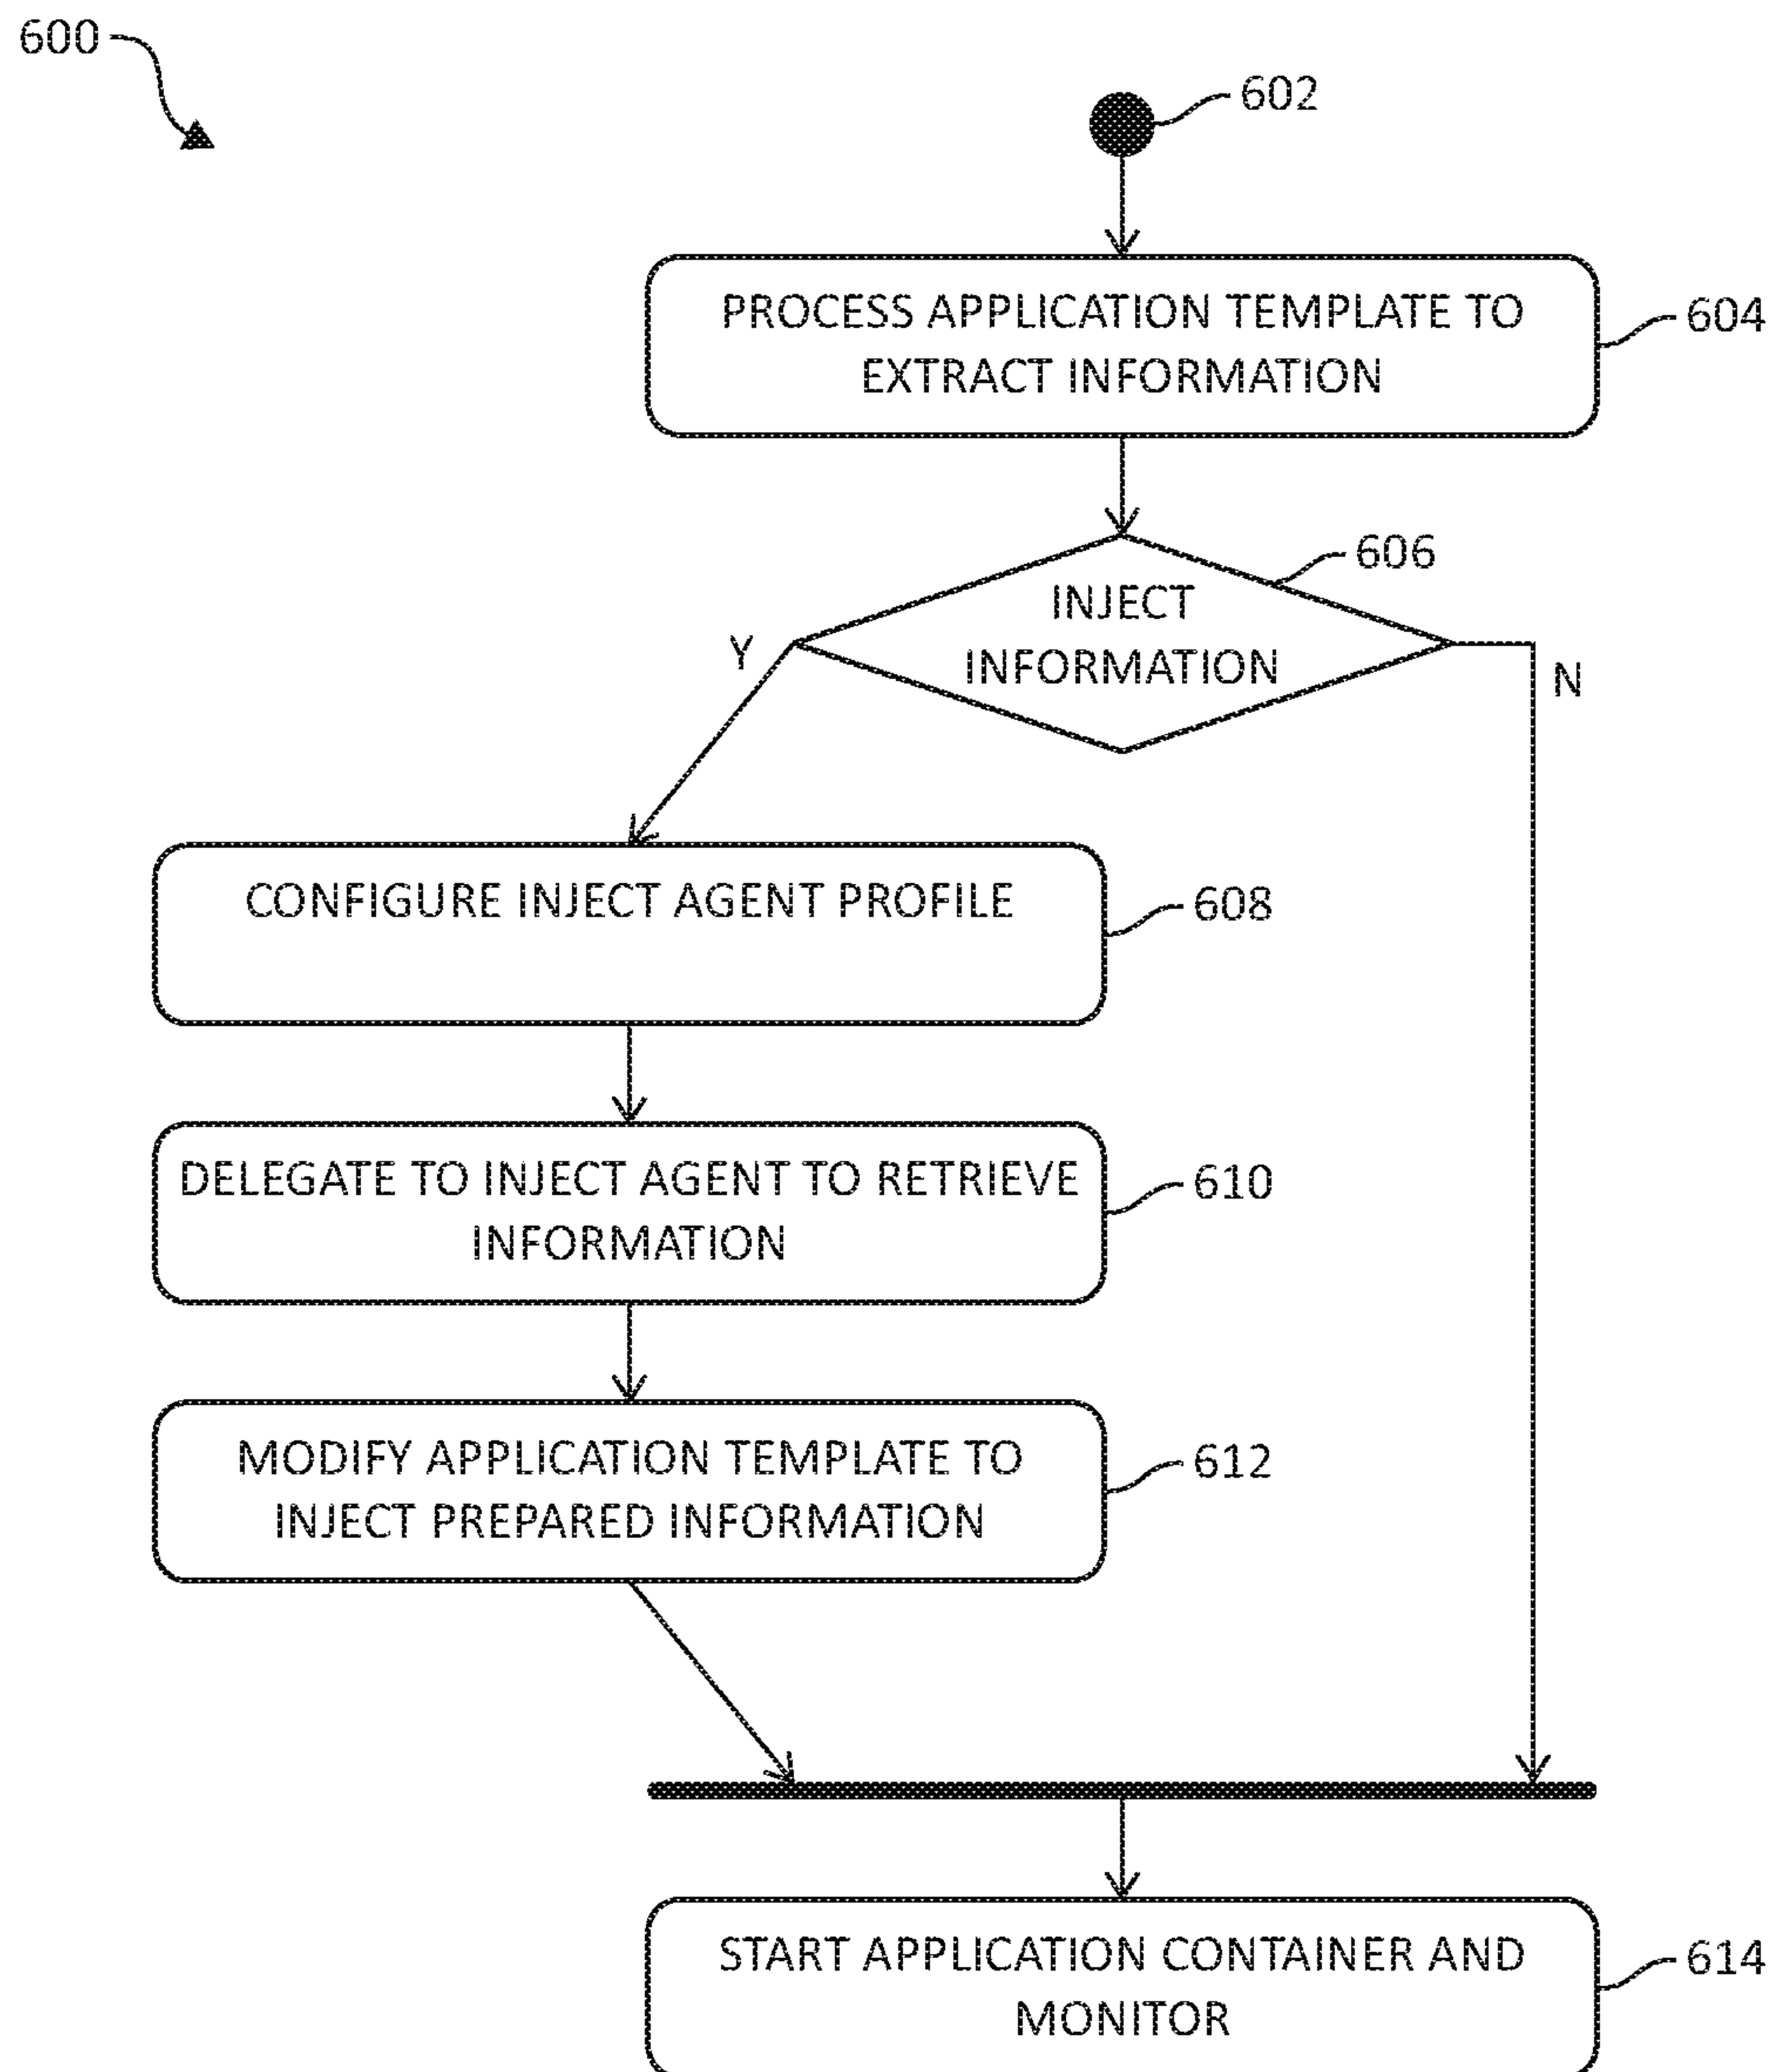 600
602
PROCESS APPLICATION TEMPLATE TO
EXTRACT INFORMATION
604
606
INJECT
INFORMATION
Y
N
CONFIGURE INJECT AGENT PROFILE
608
DELEGATE TO INJECT AGENT TO RETRIEVE
INFORMATION
610
MODIFY APPLICATION TEMPLATE TO
INJECT PREPARED INFORMATION
612
START APPLICATION CONTAINER AND
MONITOR
614